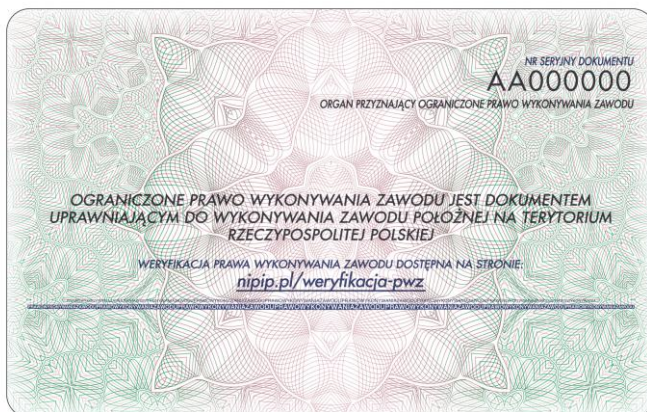 NR SERYJNY DOKUMENTU
AA000000
ORGAN PRZYZNAJĄCY OGRANICZONE PRAWO WYKONYWANIA ZAWODU
OGRANICZONE PRAWO WYKONYWANIA ZAWODU JEST DOKUMENTEM
UPRAWNIAJĄCYM DO WYKONYWANIA ZAWODU POŁOŻNEJ NA TERYTORIUM
RZECZYPOSPOLITEJ POLSKIEJ
WERYFIKACJA PRAWA WYKONYWANIA ZAWODU DOSTĘPNA NA STRONIE:
nipip.pl/weryfikacja-pwz